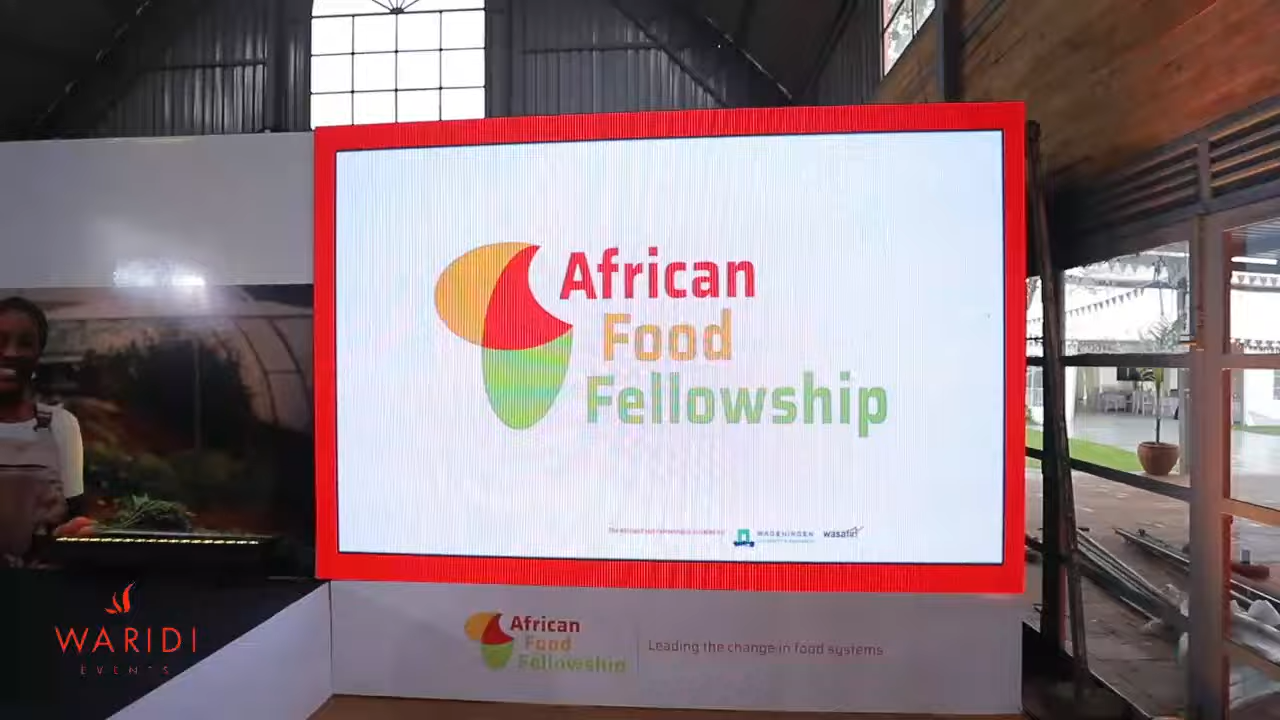 African
Food
Fellowship
WAGENINGEN
wasafiri
African
Food
Fellowship
Leading the change in food systems
WARIDI
EVENTS